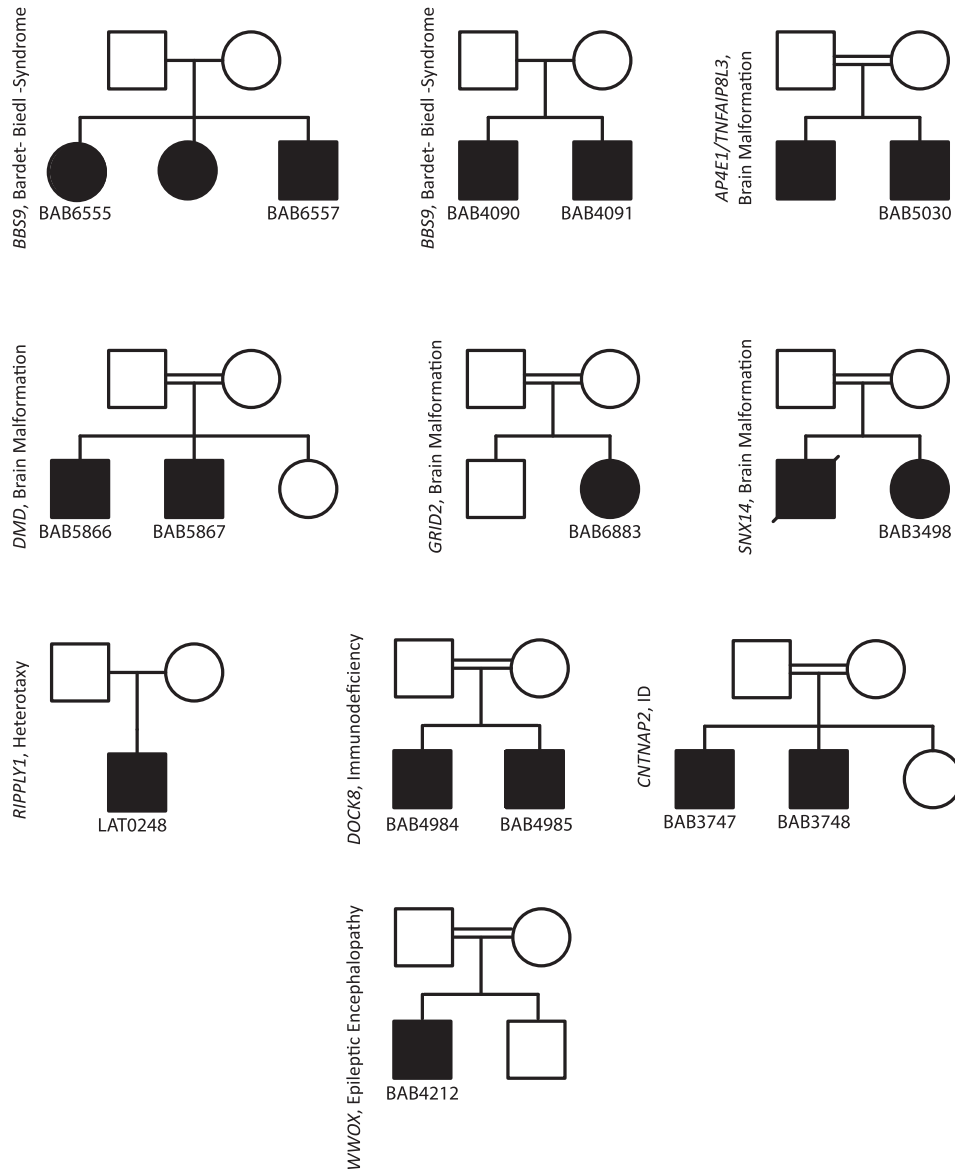 BBS9, Bardet- Biedl -Syndrome
BAB6555
BAB6557
BBS9, Bardet- Biedl -Syndrome
BAB4090
BAB4091
AP4E1/TNFAIP8L3,
Brain Malformation
BAB5030
DMD, Brain Malformation
BAB5866
BAB5867
GRID2, Brain Malformation
BAB6883
SNX14, Brain Malformation
BAB3498
RIPPLY1, Heterotaxy
LAT0248
DOCK8, Immunodeficiency
BAB4984
BAB4985
CNTNAP2, ID
BAB3747
BAB3748
WWOX, Epileptic Encephalopathy
BAB4212